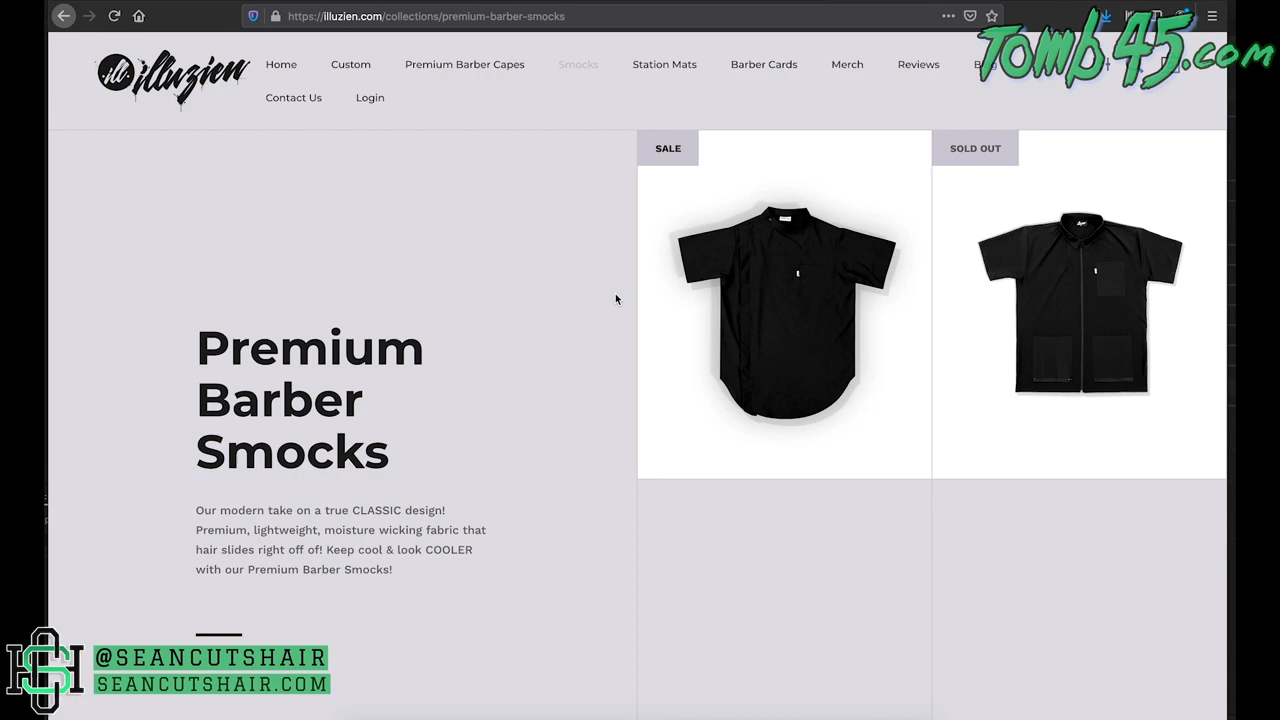 https://illuzien.com/collections/premium-barber-smocks
Tomb45.com
ill. illuzien
Home
Custom
Premium Barber Capes
Smocks
Station Mats
Barber Cards
Merch
Reviews
Contact Us
Login
SALE
SOLD OUT
Premium
Barber
Smocks
Our modern take on a true CLASSIC design!
Premium, lightweight, moisture wicking fabric that
hair slides right off of! Keep cool & look COOLER
with our Premium Barber Smocks!
@SEANCUTSHAIR
SEANCUTSHAIR.COM